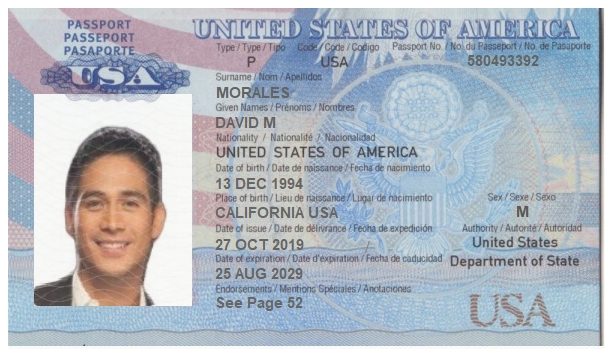 PASSPORT
PASSEPORT
PASAPORTE
USA
UNITED STATES OF AMERICA
Type / Type / Tipo Code / Code / Codigo Passport No. / No. du Passeport / No. de Pasaporte
P USA 580493392
Surname / Nom / Apellidos
MORALES
Given Names / Prénoms / Nombres
DAVID M
Nationality / Nationalité / Nacionalidad
UNITED STATES OF AMERICA
Date of birth / Date de naissance / Fecha de nacimiento
13 DEC 1994
Place of birth / Lieu de naissance / Lugar de nacimiento Sex / Sexe / Sexo
CALIFORNIA USA M
Date of issue / Date de délivrance / Fecha de expedición Authority / Autorité / Autoridad
27 OCT 2019 United States
Date of expiration / Date d'expiration / Fecha de caducidad Department of State
25 AUG 2029
Endorsements / Mentions Spéciales / Anotaciones
See Page 52
USA